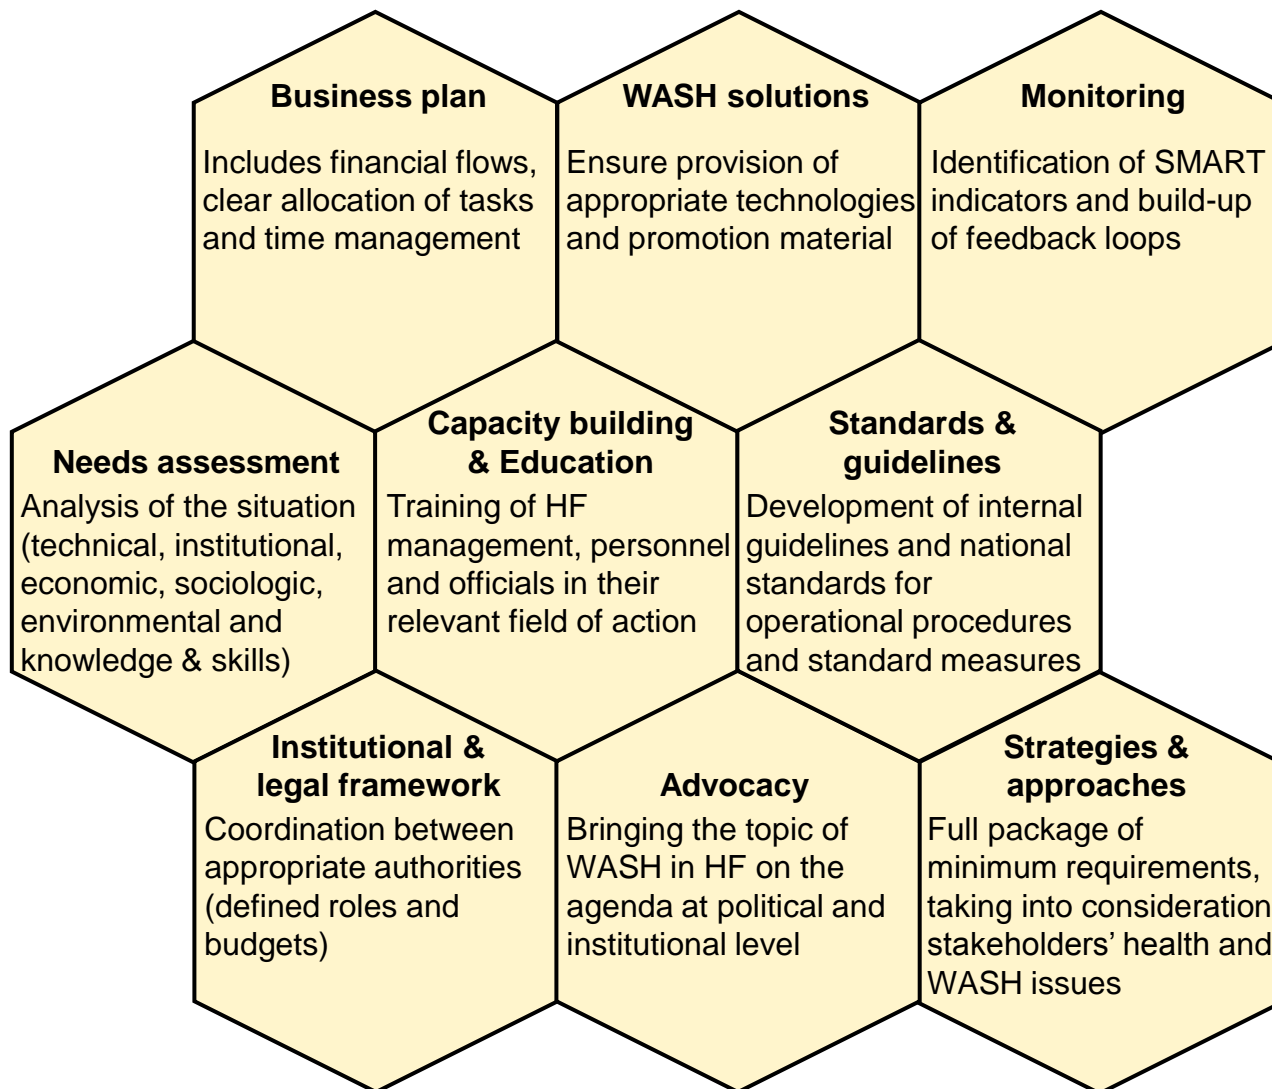 Business plan
Includes financial flows,
clear allocation of tasks
and time management
WASH solutions
Ensure provision of
appropriate technologies
and promotion material
Monitoring
Identification of SMART
indicators and build-up
of feedback loops
Needs assessment
Analysis of the situation
(technical, institutional,
economic, sociologic,
environmental and
knowledge & skills)
Capacity building
& Education
Training of HF
management, personnel
and officials in their
relevant field of action
Standards &
guidelines
Development of internal
guidelines and national
standards for
operational procedures
and standard measures
Institutional &
legal framework
Coordination between
appropriate authorities
(defined roles and
budgets)
Advocacy
Bringing the topic of
WASH in HF on the
agenda at political and
institutional level
Strategies &
approaches
Full package of
minimum requirements,
taking into consideration
stakeholders’ health and
WASH issues